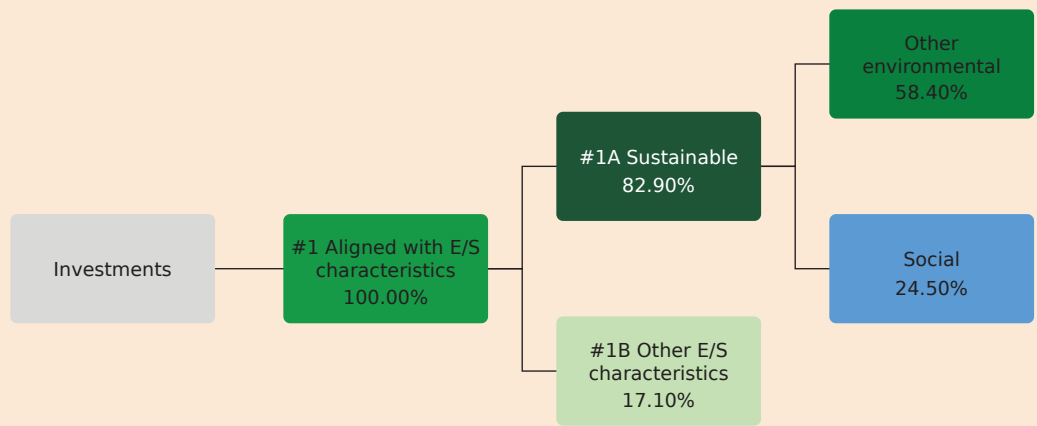 Investments
#1 Aligned with E/S
characteristics
100.00%
#1A Sustainable
82.90%
#1B Other E/S
characteristics
17.10%
Other
environmental
58.40%
Social
24.50%